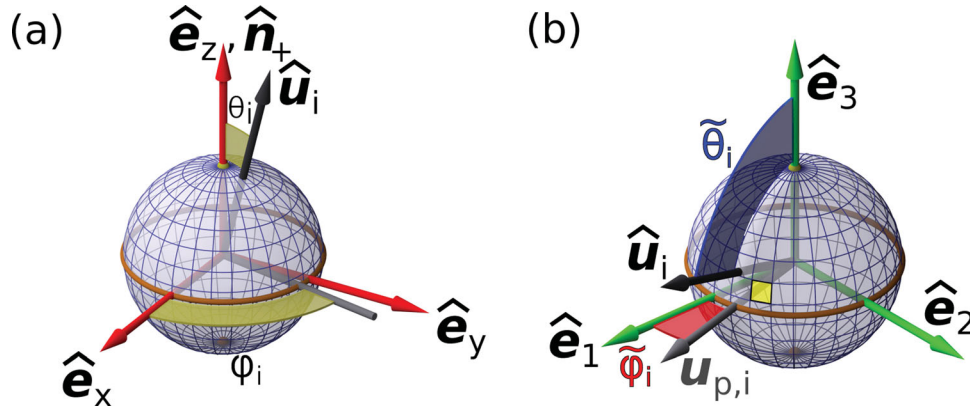 (a)
(b)
ê_z, n̂_+
û_i
θ_i
ê_3
θ̃_i
û_i
ê_y
ê_2
ê_x
φ_i
ê_1
φ̃_i
u_p,i